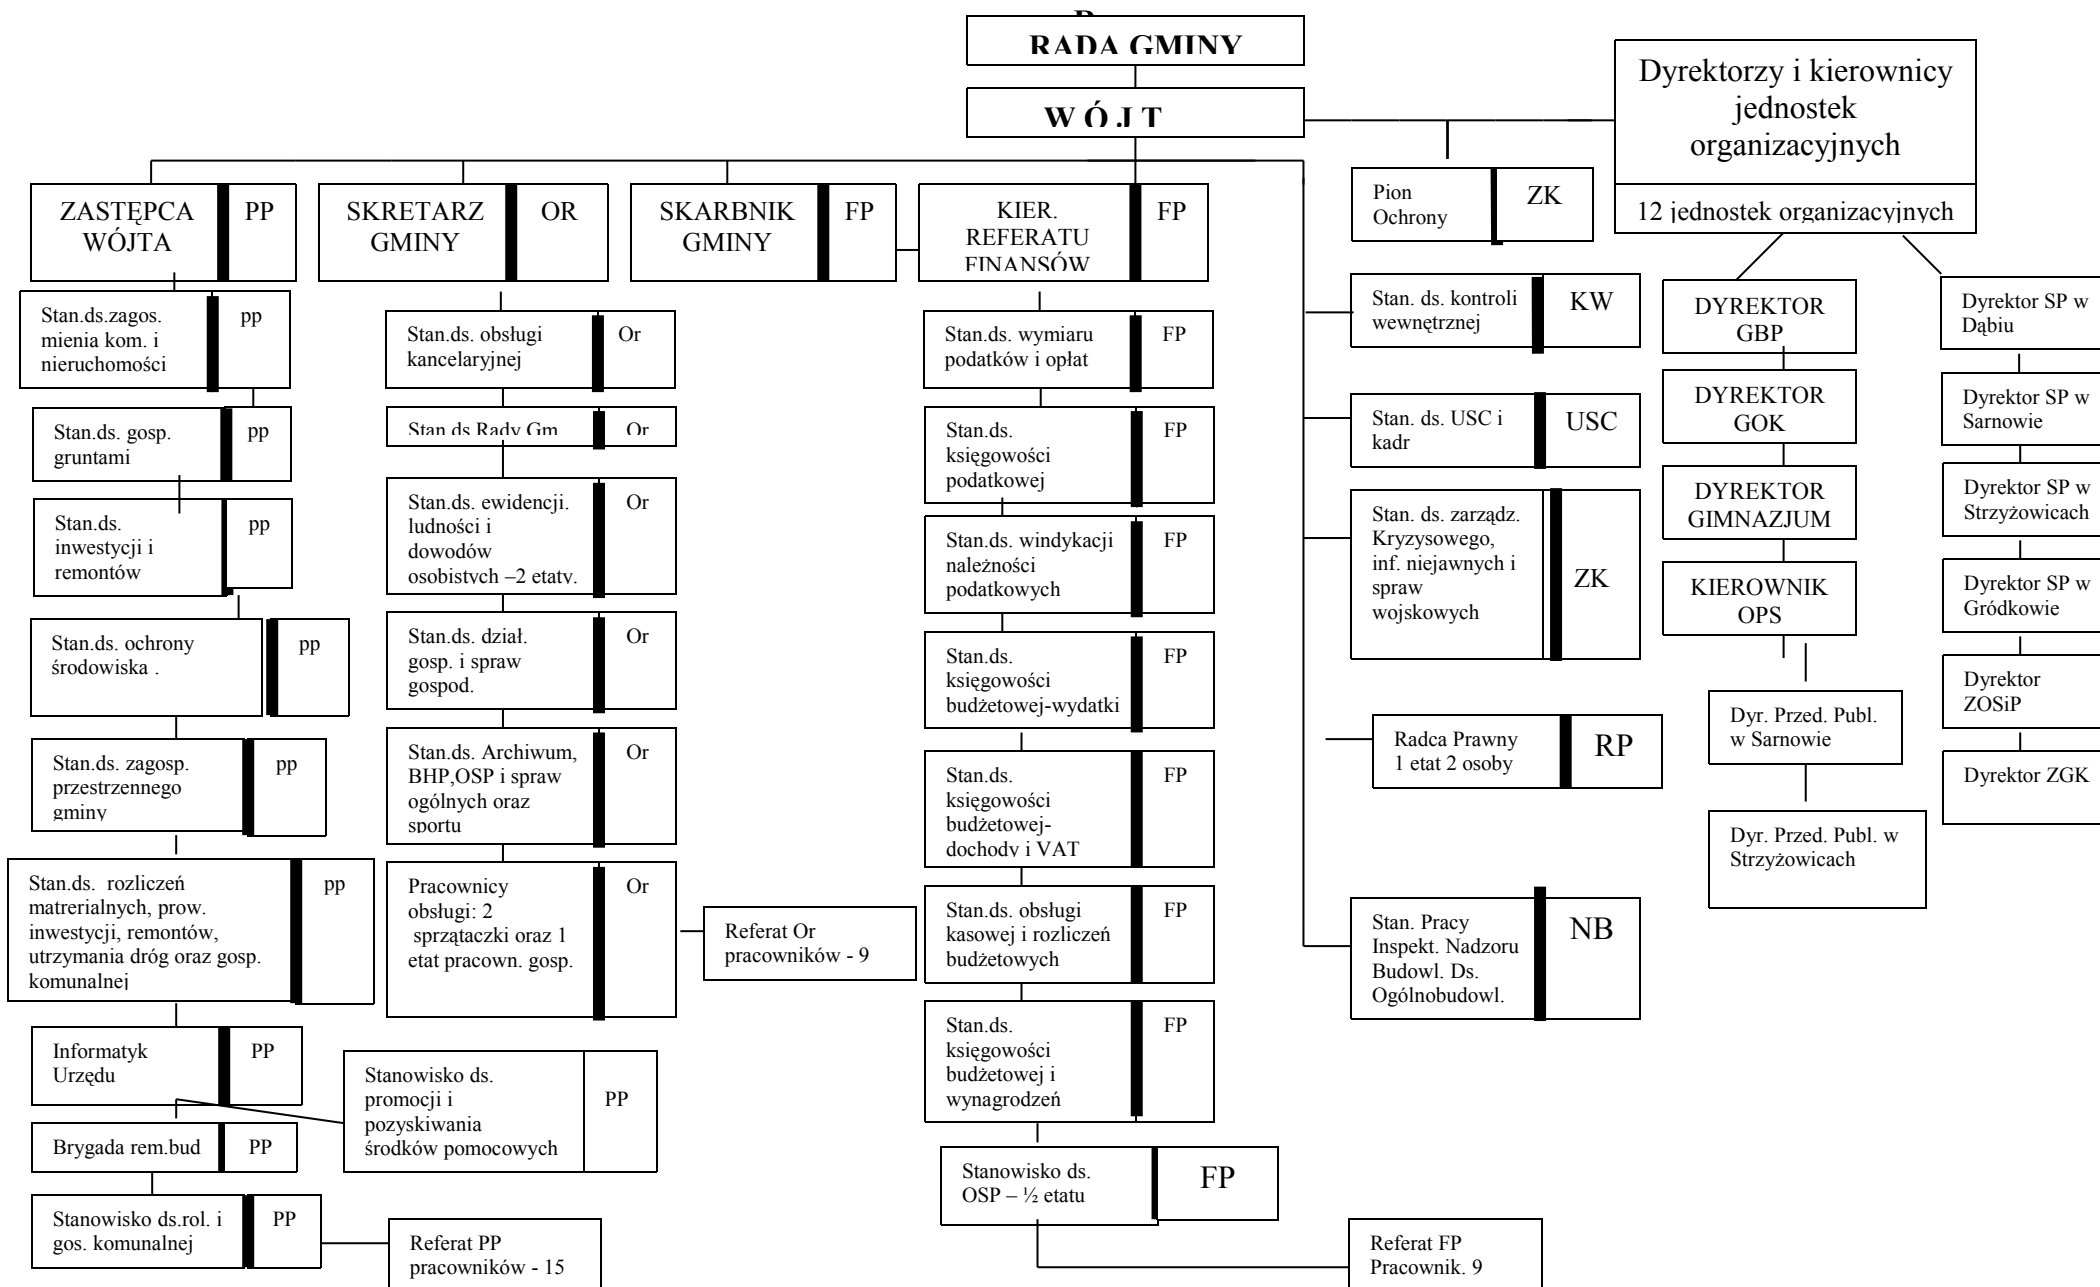 RADA GMINY
W Ó J T
Dyrektorzy i kierownicy
jednostek
organizacyjnych
12 jednostek organizacyjnych
ZASTĘPCA
WÓJTA
PP
SKRETARZ
GMINY
OR
SKARBNIK
GMINY
FP
KIER.
REFERATU
FINANSÓW
FP
Pion
Ochrony
ZK
Stan.ds.zagos.
mienia kom. i
nieruchomości
pp
Stan.ds. gosp.
gruntami
pp
Stan.ds.
inwestycji i
remontów
pp
Stan.ds. ochrony
środowiska .
pp
Stan.ds. zagosp.
przestrzennego
gminy
pp
Stan.ds. rozliczeń
matrerialnych, prow.
inwestycji, remontów,
utrzymania dróg oraz gosp.
komunalnej
pp
Informatyk
Urzędu
PP
Stanowisko ds.
promocji i
pozyskiwania
środków pomocowych
PP
Brygada rem.bud
PP
Stanowisko ds.rol. i
gos. komunalnej
PP
Referat PP
pracowników - 15
Stan.ds. obsługi
kancelaryjnej
Or
Stan.ds.Rady Gm
Or
Stan.ds. ewidencji.
ludności i
dowodów
osobistych –2 etaty.
Or
Stan.ds. dział.
gosp. i spraw
gospod.
Or
Stan.ds. Archiwum,
BHP,OSP i spraw
ogólnych oraz
sportu
Or
Pracownicy
obsługi: 2
sprzątaczki oraz 1
etat pracown. gosp.
Or
Referat Or
pracowników - 9
Stan.ds. wymiaru
podatków i opłat
FP
Stan.ds.
księgowości
podatkowej
FP
Stan.ds. windykacji
należności
podatkowych
FP
Stan.ds.
księgowości
budżetowej-wydatki
FP
Stan.ds.
księgowości
budżetowej-
dochody i VAT
FP
Stan.ds. obsługi
kasowej i rozliczeń
budżetowych
FP
Stan.ds.
księgowości
budżetowej i
wynagrodzeń
FP
Stanowisko ds.
OSP – ½ etatu
FP
Referat FP
Pracownik. 9
Stan. ds. kontroli
wewnętrznej
KW
Stan. ds. USC i
kadr
USC
Stan. ds. zarządz.
Kryzysowego,
inf. niejawnych i
spraw
wojskowych
ZK
Radca Prawny
1 etat 2 osoby
RP
Stan. Pracy
Inspekt. Nadzoru
Budowl. Ds.
Ogólnobudowl.
NB
DYREKTOR
GBP
DYREKTOR
GOK
DYREKTOR
GIMNAZJUM
KIEROWNIK
OPS
Dyr. Przed. Publ.
w Sarnowie
Dyr. Przed. Publ. w
Strzyżowicach
Dyrektor SP w
Dąbiu
Dyrektor SP w
Sarnowie
Dyrektor SP w
Strzyżowicach
Dyrektor SP w
Gródkowie
Dyrektor
ZOSiP
Dyrektor ZGK